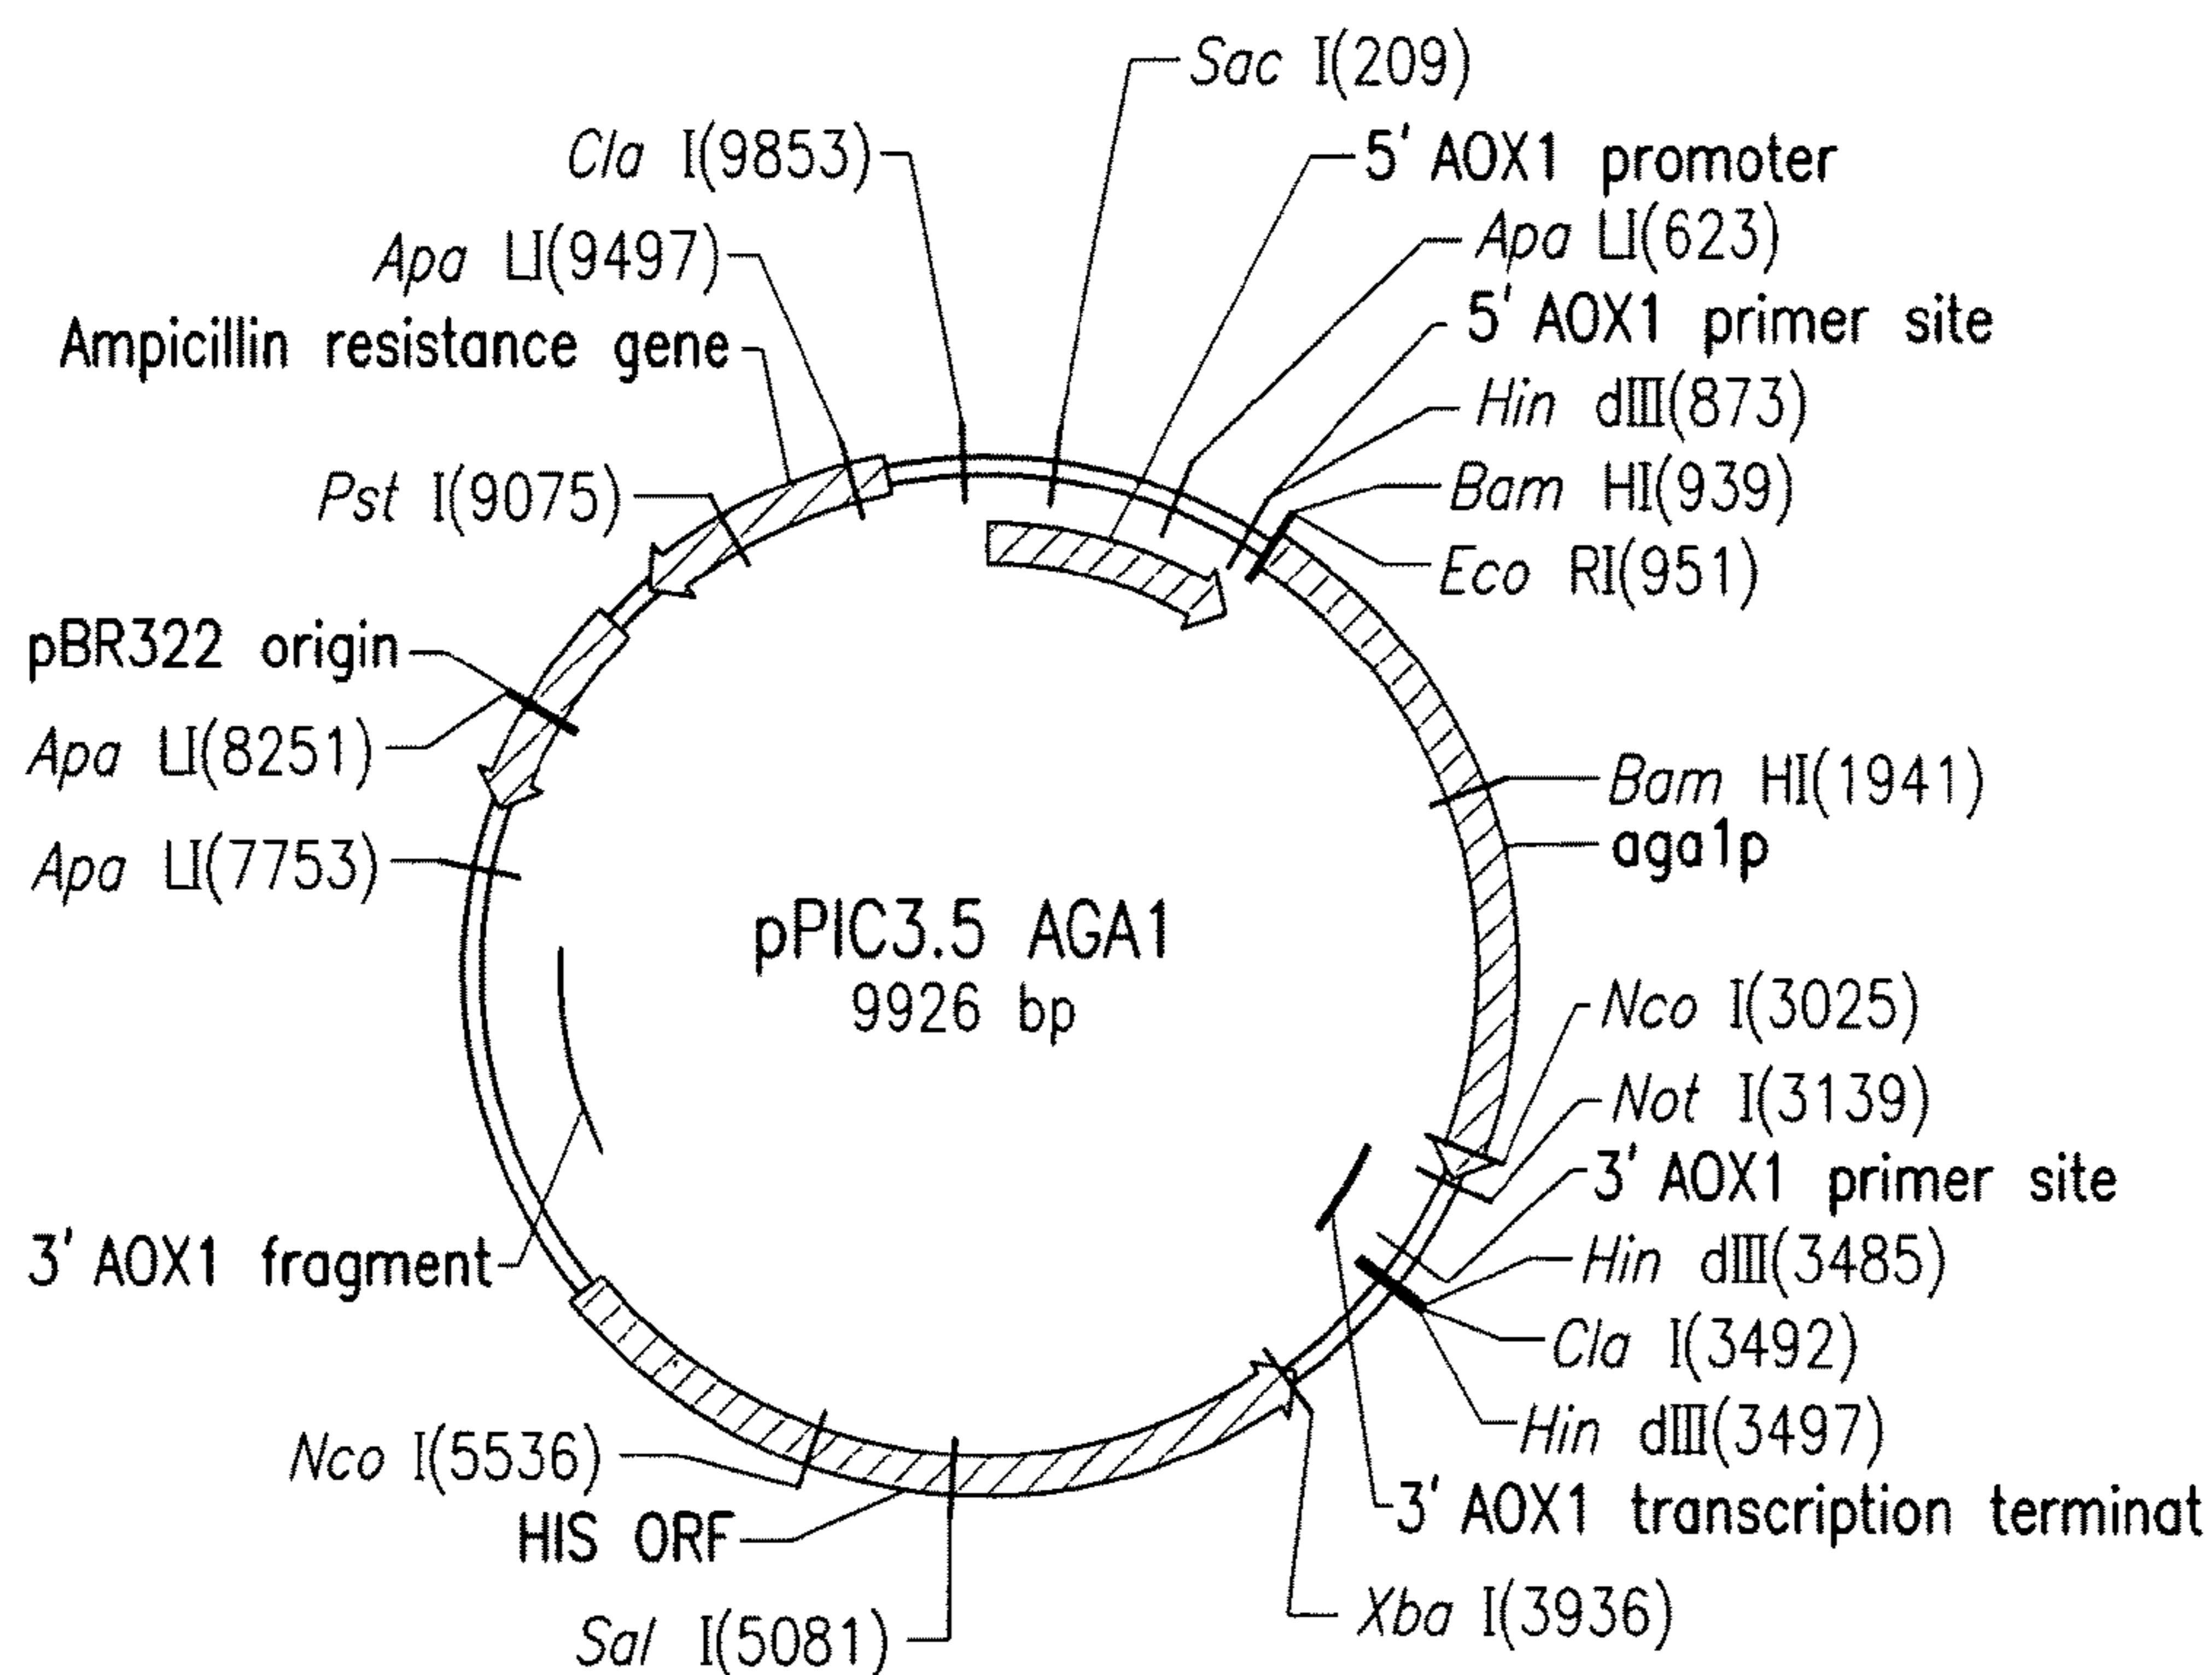 Sac I(209)
Cla I(9853)
5' AOX1 promoter
Apa LI(9497)
Apa LI(623)
Ampicillin resistance gene
5' AOX1 primer site
Hin dIII(873)
Pst I(9075)
Bam HI(939)
Eco RI(951)
pBR322 origin
Apa LI(8251)
Bam HI(1941)
aga1p
Apa LI(7753)
pPIC3.5 AGA1
9926 bp
Nco I(3025)
Not I(3139)
3' AOX1 primer site
3' AOX1 fragment
Hin dIII(3485)
Cla I(3492)
Hin dIII(3497)
Nco I(5536)
3' AOX1 transcription terminat
HIS ORF
Xba I(3936)
Sal I(5081)